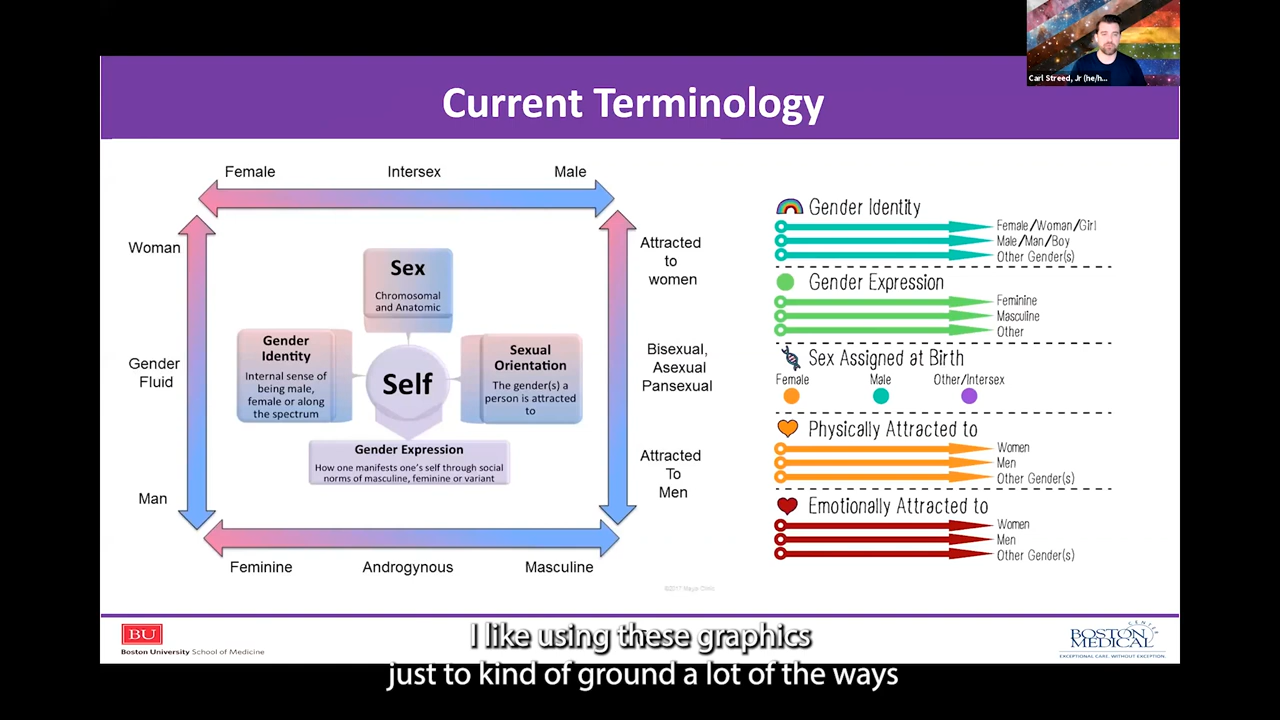 Carl Streed, Jr (he/h...
Current Terminology
Female
Intersex
Male
Woman
Gender
Fluid
Man
Sex
Chromosomal
and Anatomic
Gender
Identity
Internal sense of
being male,
female or along
the spectrum
Self
Sexual
Orientation
The gender(s) a
person is attracted
to
Gender Expression
How one manifests one's self through social
norms of masculine, feminine or variant
Attracted
to
women
Bisexual,
Asexual
Pansexual
Attracted
To
Men
Feminine
Androgynous
Masculine
©2017 Mayo Clinic
Gender Identity
Female/Woman/Girl
Male/Man/Boy
Other Gender(s)
Gender Expression
Feminine
Masculine
Other
Sex Assigned at Birth
Female
Male
Other/Intersex
Physically Attracted to
Women
Men
Other Gender(s)
Emotionally Attracted to
Women
Men
Other Gender(s)
BU
Boston University School of Medicine
BOSTON
MEDICAL
CENTER
EXCEPTIONAL CARE. WITHOUT EXCEPTION.
I like using these graphics
just to kind of ground a lot of the ways